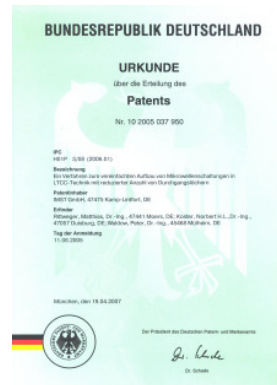 BUNDESREPUBLIK DEUTSCHLAND
URKUNDE
über die Erteilung des
Patents
Nr. 10 2005 037 950
IPC
H01P 3/08 (2006.01)
Bezeichnung
Ein Verfahren zum vereinfachten Aufbau von Mikrowellenschaltungen in
LTCC-Technik mit reduzierter Anzahl von Durchgangslöchern
Patentinhaber
IMST GmbH, 47475 Kamp-Lintfort, DE
Erfinder
Rittweger, Matthias, Dr.-Ing., 47441 Moers, DE; Koster, Norbert H.L., Dr.-Ing.,
47057 Duisburg, DE; Waldow, Peter, Dr.-Ing., 45468 Mülheim, DE
Tag der Anmeldung
11.08.2005
München, den 19.04.2007
Der Präsident des Deutschen Patent- und Markenamts
Dr. Schade